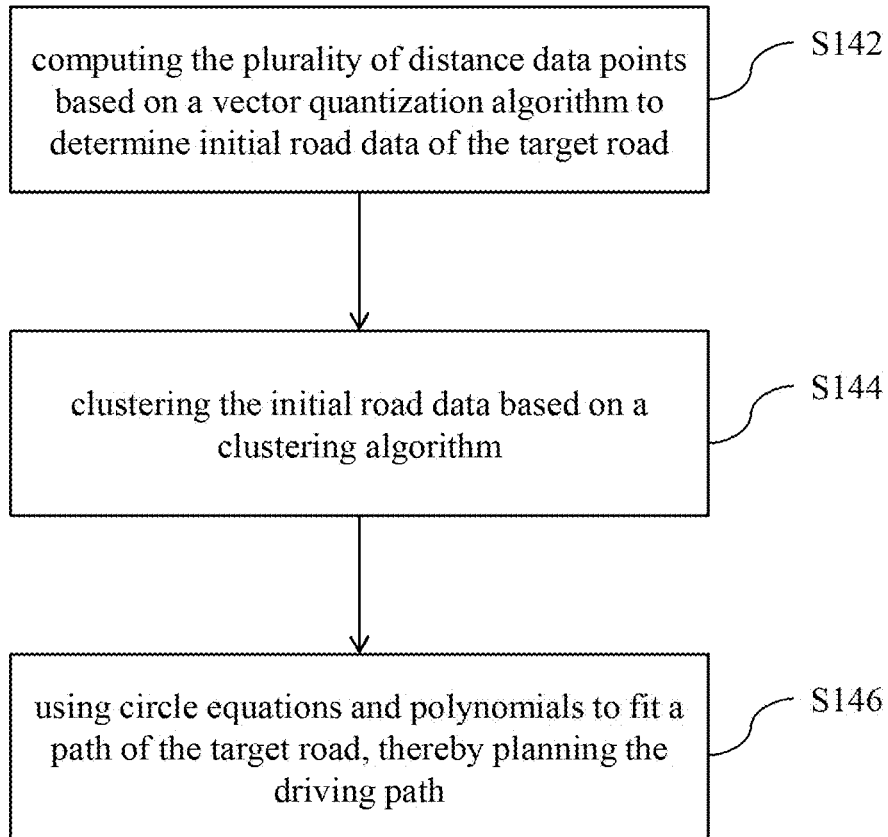 computing the plurality of distance data points
based on a vector quantization algorithm to
determine initial road data of the target road
S142
clustering the initial road data based on a
clustering algorithm
S144
using circle equations and polynomials to fit a
path of the target road, thereby planning the
driving path
S146